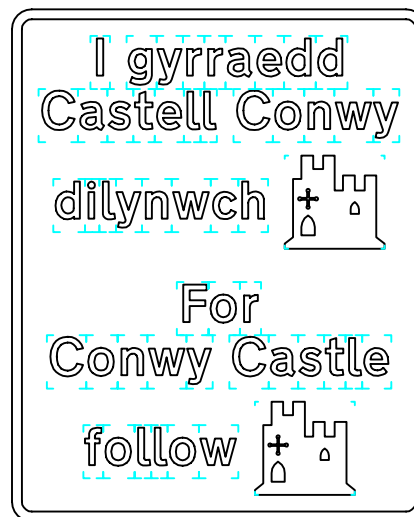 I gyrraedd
Castell Conwy
dilynwch
For
Conwy Castle
follow